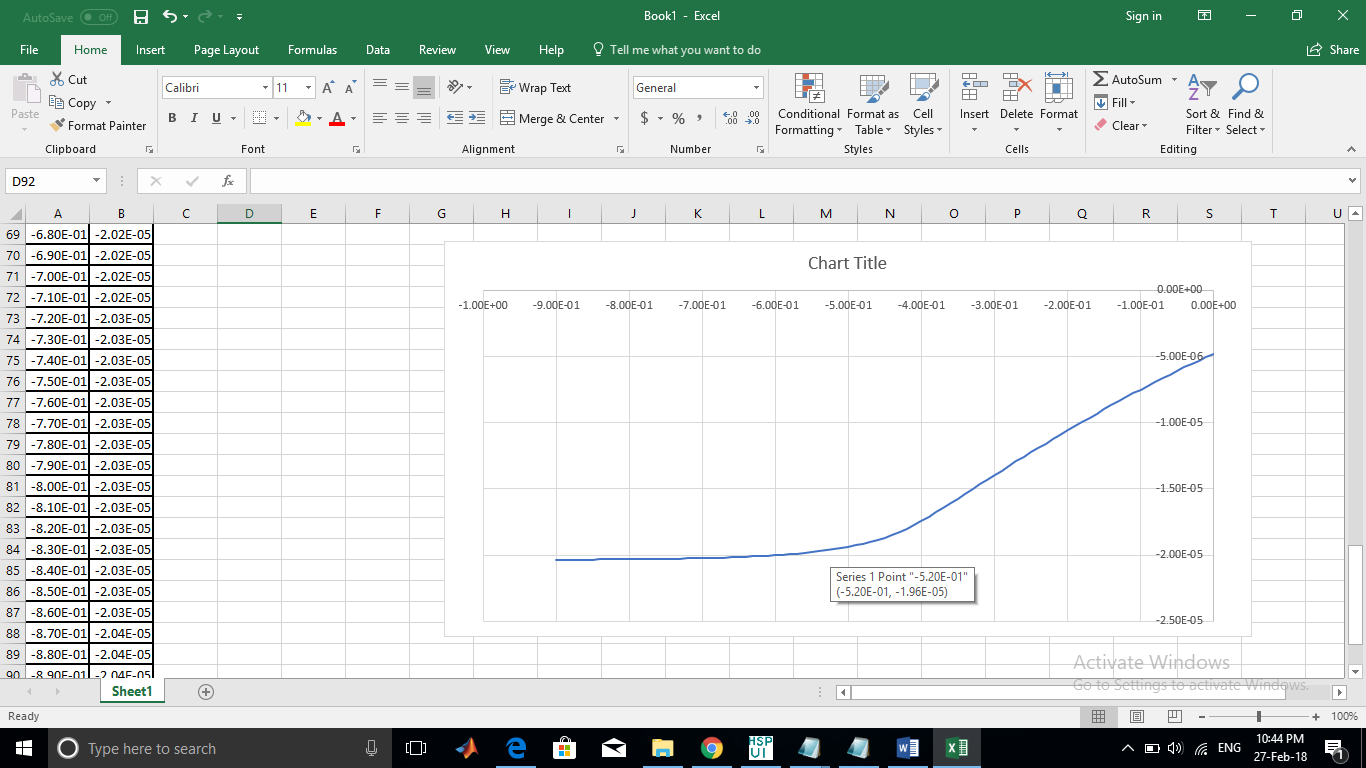 AutoSave Off Book1 - Excel Sign in
File Home Insert Page Layout Formulas Data Review View Help Tell me what you want to do Share
Paste Cut Copy Format Painter
Calibri 11 A A
B I U A
Wrap Text
Merge & Center
General
$ % ,
Conditional Formatting Format as Table Cell Styles
Insert Delete Format
AutoSum
Fill
Clear
Sort & Filter Find & Select
Clipboard Font Alignment Number Styles Cells Editing
D92 fx
A B C D E F G H I J K L M N O P Q R S T U
69 -6.80E-01 -2.02E-05
70 -6.90E-01 -2.02E-05
71 -7.00E-01 -2.02E-05
72 -7.10E-01 -2.02E-05
73 -7.20E-01 -2.03E-05
74 -7.30E-01 -2.03E-05
75 -7.40E-01 -2.03E-05
76 -7.50E-01 -2.03E-05
77 -7.60E-01 -2.03E-05
78 -7.70E-01 -2.03E-05
79 -7.80E-01 -2.03E-05
80 -7.90E-01 -2.03E-05
81 -8.00E-01 -2.03E-05
82 -8.10E-01 -2.03E-05
83 -8.20E-01 -2.03E-05
84 -8.30E-01 -2.03E-05
85 -8.40E-01 -2.03E-05
86 -8.50E-01 -2.03E-05
87 -8.60E-01 -2.03E-05
88 -8.70E-01 -2.04E-05
89 -8.80E-01 -2.04E-05
90 -8.90E-01 -2.04E-05
Chart Title
0.00E+00
-1.00E+00 -9.00E-01 -8.00E-01 -7.00E-01 -6.00E-01 -5.00E-01 -4.00E-01 -3.00E-01 -2.00E-01 -1.00E-01 0.00E+00
-5.00E-06
-1.00E-05
-1.50E-05
-2.00E-05
Series 1 Point "-5.20E-01"
(-5.20E-01, -1.96E-05)
-2.50E-05
Activate Windows
Go to Settings to activate Windows.
Sheet1
Ready 100%
Type here to search
HSP
UI
ENG
10:44 PM
27-Feb-18
1